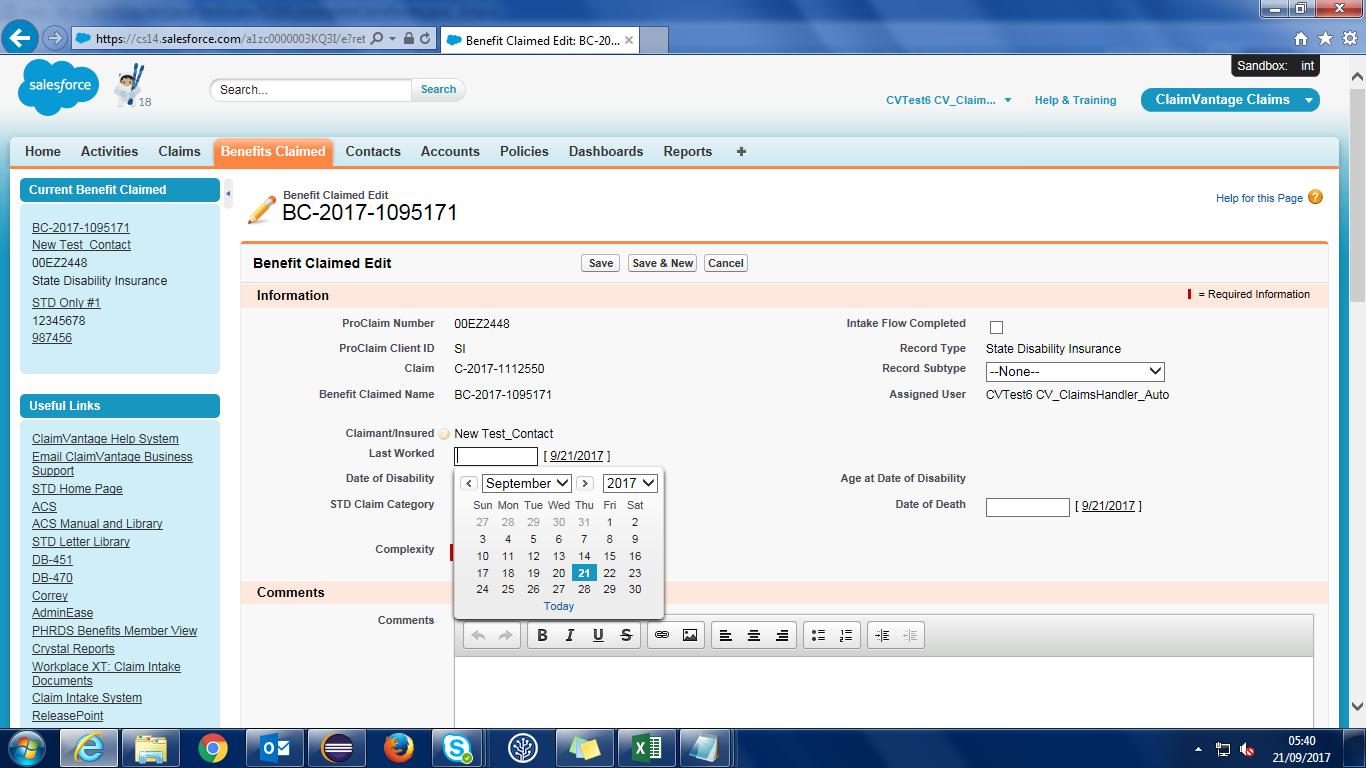 https://cs14.salesforce.com/a1zc0000003KQ3I/e?ret
Benefit Claimed Edit: BC-20...
Sandbox: int
salesforce
18
Search...
Search
CVTest6 CV_Claim...
Help & Training
ClaimVantage Claims
Home Activities Claims Benefits Claimed Contacts Accounts Policies Dashboards Reports +
Current Benefit Claimed
BC-2017-1095171
New Test_Contact
00EZ2448
State Disability Insurance
STD Only #1
12345678
987456
Useful Links
ClaimVantage Help System
Email ClaimVantage Business
Support
STD Home Page
ACS
ACS Manual and Library
STD Letter Library
DB-451
DB-470
Correy
AdminEase
PHRDS Benefits Member View
Crystal Reports
Workplace XT: Claim Intake
Documents
Claim Intake System
ReleasePoint
Benefit Claimed Edit
BC-2017-1095171
Help for this Page ?
Benefit Claimed Edit
Save Save & New Cancel
Information
= Required Information
ProClaim Number 00EZ2448
Intake Flow Completed
ProClaim Client ID SI
Record Type State Disability Insurance
Claim C-2017-1112550
Record Subtype --None--
Benefit Claimed Name BC-2017-1095171
Assigned User CVTest6 CV_ClaimsHandler_Auto
Claimant/Insured ? New Test_Contact
Last Worked [ 9/21/2017 ]
Date of Disability
Age at Date of Disability
STD Claim Category
Date of Death [ 9/21/2017 ]
Complexity
September 2017
Sun Mon Tue Wed Thu Fri Sat
27 28 29 30 31 1 2
3 4 5 6 7 8 9
10 11 12 13 14 15 16
17 18 19 20 21 22 23
24 25 26 27 28 29 30
Today
Comments
Comments
B I U S
05:40
21/09/2017